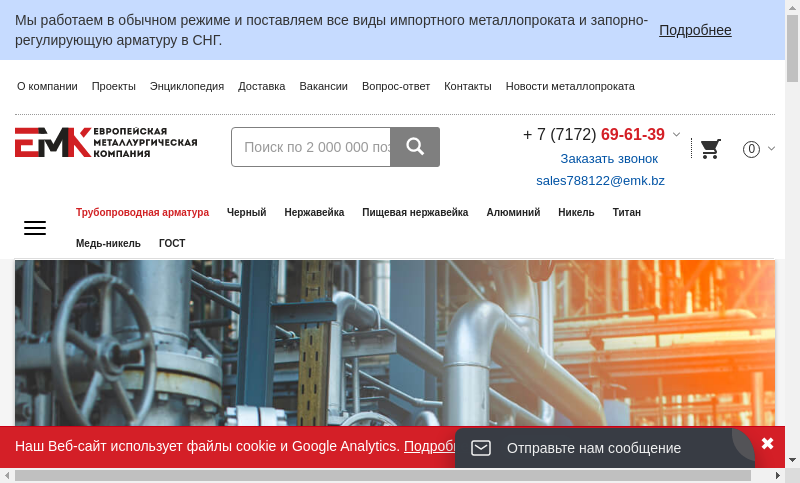 Мы работаем в обычном режиме и поставляем все виды импортного металлопроката и запорно-
регулирующую арматуру в СНГ.
Подробнее
О компании Проекты Энциклопедия Доставка Вакансии Вопрос-ответ Контакты Новости металлопроката
ЕМК
ЕВРОПЕЙСКАЯ
МЕТАЛЛУРГИЧЕСКАЯ
КОМПАНИЯ
Поиск по 2 000 000 поз
+ 7 (7172) 69-61-39
0
Заказать звонок
sales788122@emk.bz
Трубопроводная арматура Черный Нержавейка Пищевая нержавейка Алюминий Никель Титан
Медь-никель ГОСТ
Наш Веб-сайт использует файлы cookie и Google Analytics.
Отправьте нам сообщение